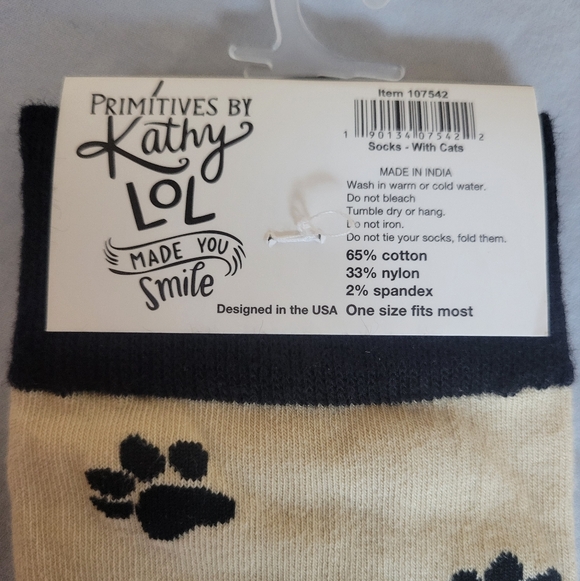 PRIMITIVES BY
Kathy
LOL
MADE YOU
smile
Designed in the USA
Item 107542
1 90134 07542 2
Socks - With Cats
MADE IN INDIA
Wash in warm or cold water.
Do not bleach
Tumble dry or hang.
Do not iron.
Do not tie your socks, fold them.
65% cotton
33% nylon
2% spandex
One size fits most